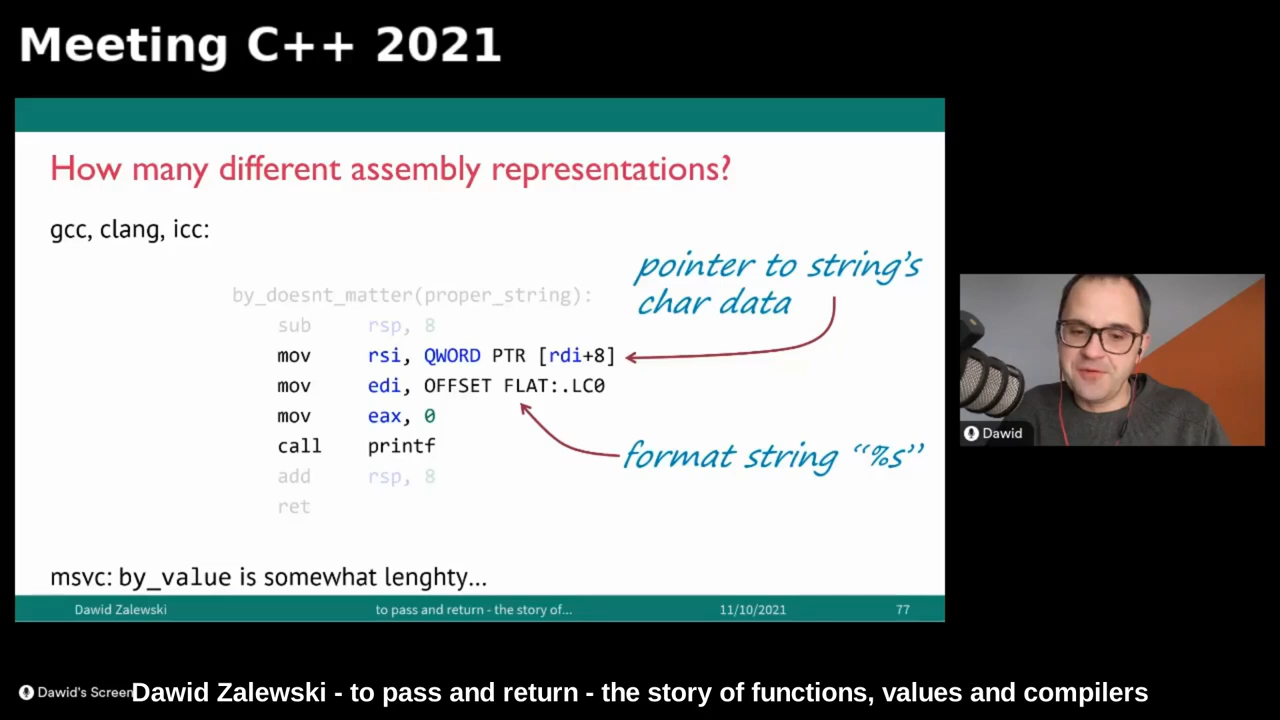 Meeting C++ 2021
How many different assembly representations?
gcc, clang, icc:
pointer to string's
char data
by_doesnt_matter(proper_string):
sub rsp, 8
mov rsi, QWORD PTR [rdi+8]
mov edi, OFFSET FLAT:.LC0
mov eax, 0
call printf
format string “%s”
add rsp, 8
ret
msvc: by_value is somewhat lenghty...
Dawid Zalewski to pass and return - the story of... 11/10/2021 77
Dawid
Dawid's Screen
Dawid Zalewski - to pass and return - the story of functions, values and compilers